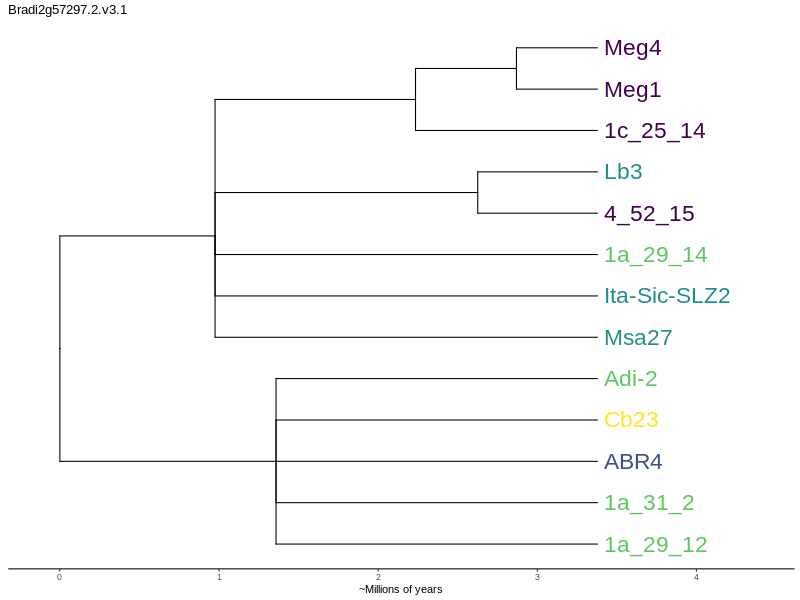 Bradi2g57297.2.v3.1
Meg4
Meg1
1c_25_14
Lb3
4_52_15
1a_29_14
Ita-Sic-SLZ2
Msa27
Adi-2
Cb23
ABR4
1a_31_2
1a_29_12
0 1 2 3 4
~Millions of years